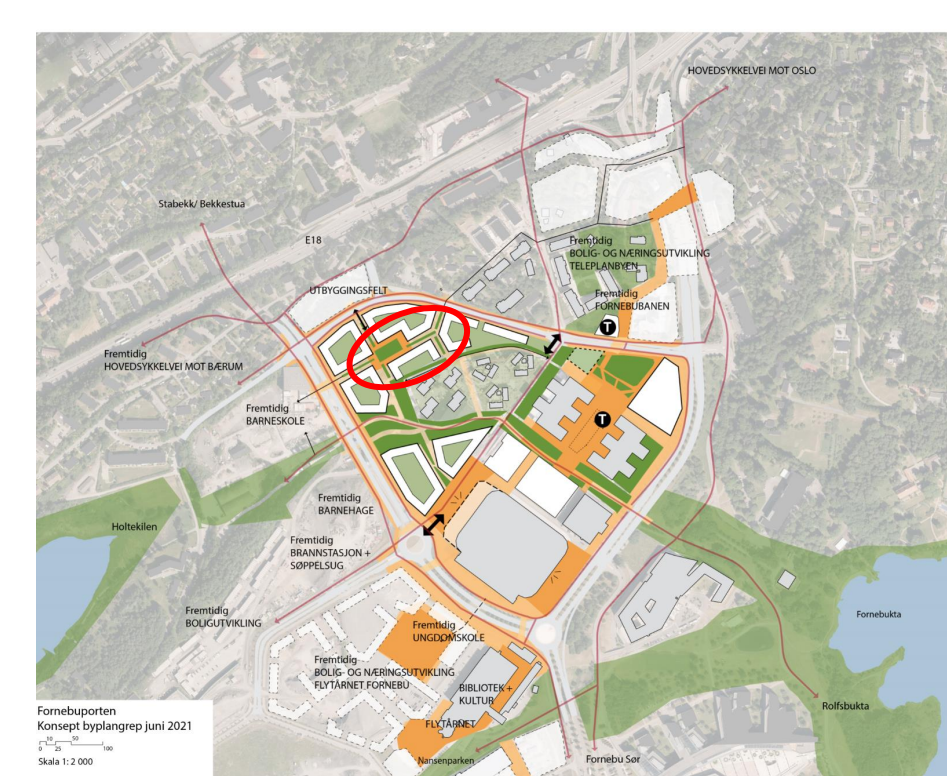 HOVEDSYKKELVEI MOT OSLO
Stabekk/ Bekkestua
E18
Fremtidig
BOLIG- OG NÆRINGSUTVIKLING
TELEPLANBYEN
UTBYGGINGSFELT
Fremtidig
FORNEBUBANEN
T
Fremtidig
HOVEDSYKKELVEI MOT BÆRUM
Fremtidig
BARNESKOLE
T
Fremtidig
BARNEHAGE
Holtekilen
Fremtidig
BRANNSTASJON +
SØPPELSUG
Fremtidig
BOLIGUTVIKLING
Fornebukta
Fremtidig
UNGDOMSKOLE
Fremtidig
BOLIG- OG NÆRINGSUTVIKLING
FLYTÅRNET FORNEBU
BIBLIOTEK +
KULTUR
FLYTÅRNET
Rolfsbukta
Nansenparken
Fornebu Sør
Fornebuporten
Konsept byplangrep juni 2021
0 10 25 50 100
Skala 1: 2 000